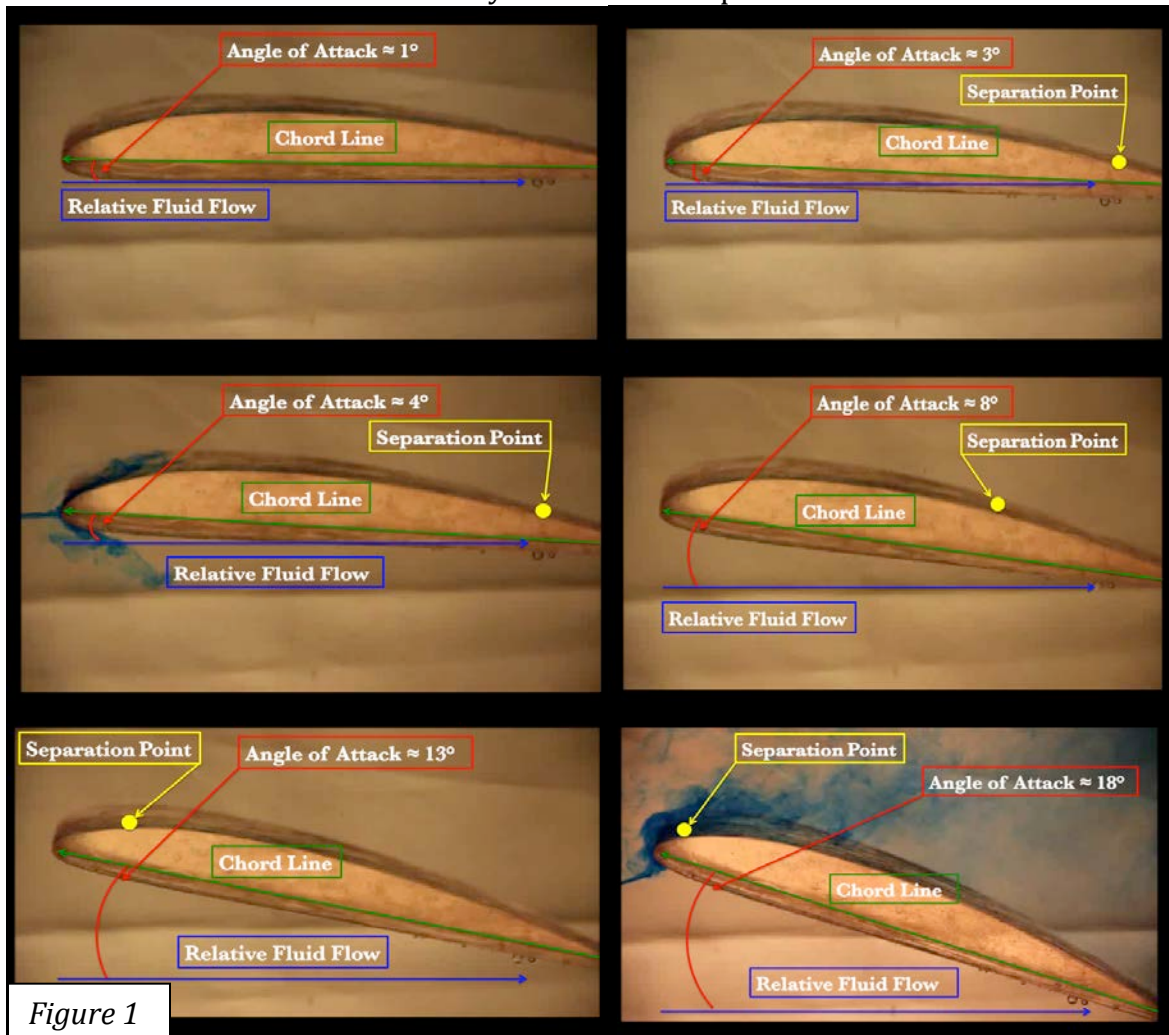 Angle of Attack ≈ 1°
Chord Line
Relative Fluid Flow
Angle of Attack ≈ 3°
Separation Point
Chord Line
Relative Fluid Flow
Angle of Attack ≈ 4°
Separation Point
Chord Line
Relative Fluid Flow
Angle of Attack ≈ 8°
Separation Point
Chord Line
Relative Fluid Flow
Separation Point
Angle of Attack ≈ 13°
Chord Line
Relative Fluid Flow
Separation Point
Angle of Attack ≈ 18°
Chord Line
Relative Fluid Flow
Figure 1